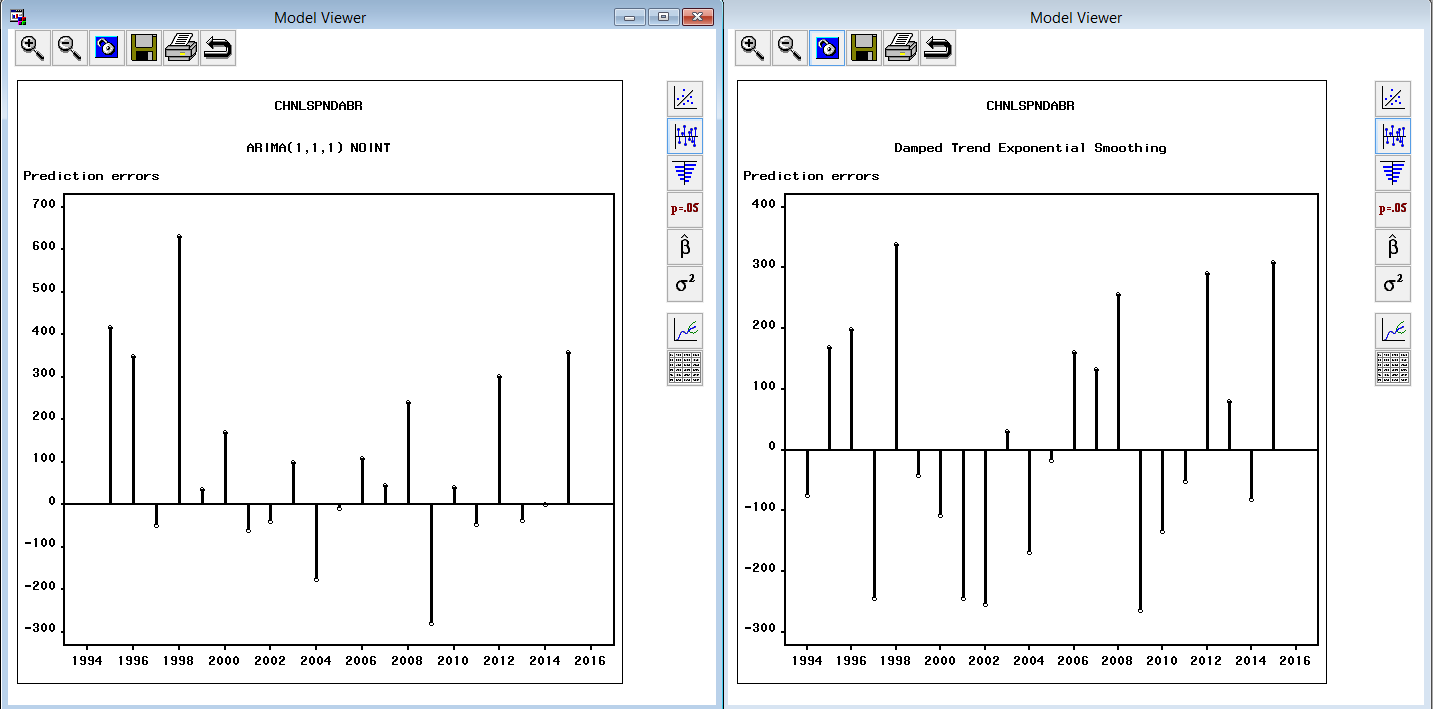 Model Viewer
CHNLSPNDABR
ARIMA(1,1,1) NOINT
Prediction errors
700
600
500
400
300
200
100
0
-100
-200
-300
1994 1996 1998 2000 2002 2004 2006 2008 2010 2012 2014 2016
p=.05
β̂
σ²
Model Viewer
CHNLSPNDABR
Damped Trend Exponential Smoothing
Prediction errors
400
300
200
100
0
-100
-200
-300
1994 1996 1998 2000 2002 2004 2006 2008 2010 2012 2014 2016
p=.05
β̂
σ²